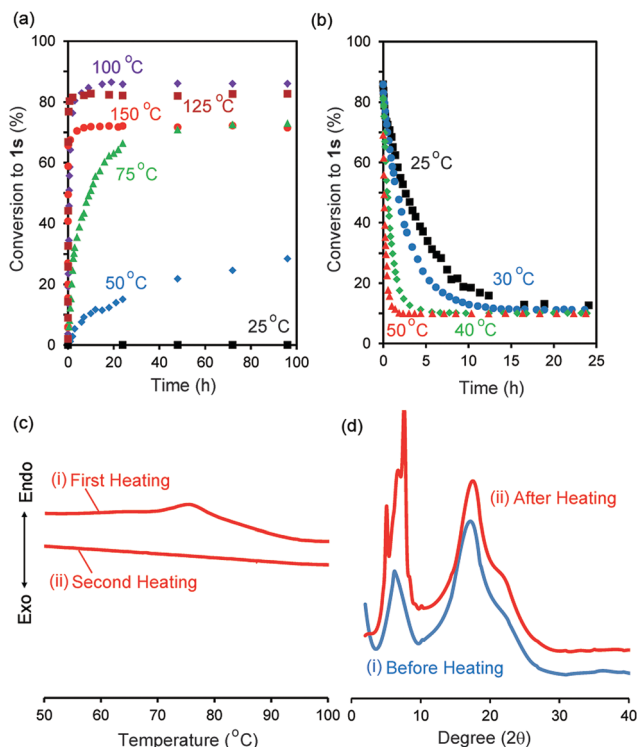 (a)
Conversion to 1s (%)
100
80
60
40
20
0
100 °C
125 °C
150 °C
75 °C
50 °C
25 °C
0 20 40 60 80 100
Time (h)
(b)
Conversion to 1s (%)
100
80
60
40
20
0
25 °C
30 °C
50 °C
40 °C
0 5 10 15 20 25
Time (h)
(c)
Endo
Exo
(i) First Heating
(ii) Second Heating
50 60 70 80 90 100
Temperature (°C)
(d)
(ii) After Heating
(i) Before Heating
0 10 20 30 40
Degree (2θ)